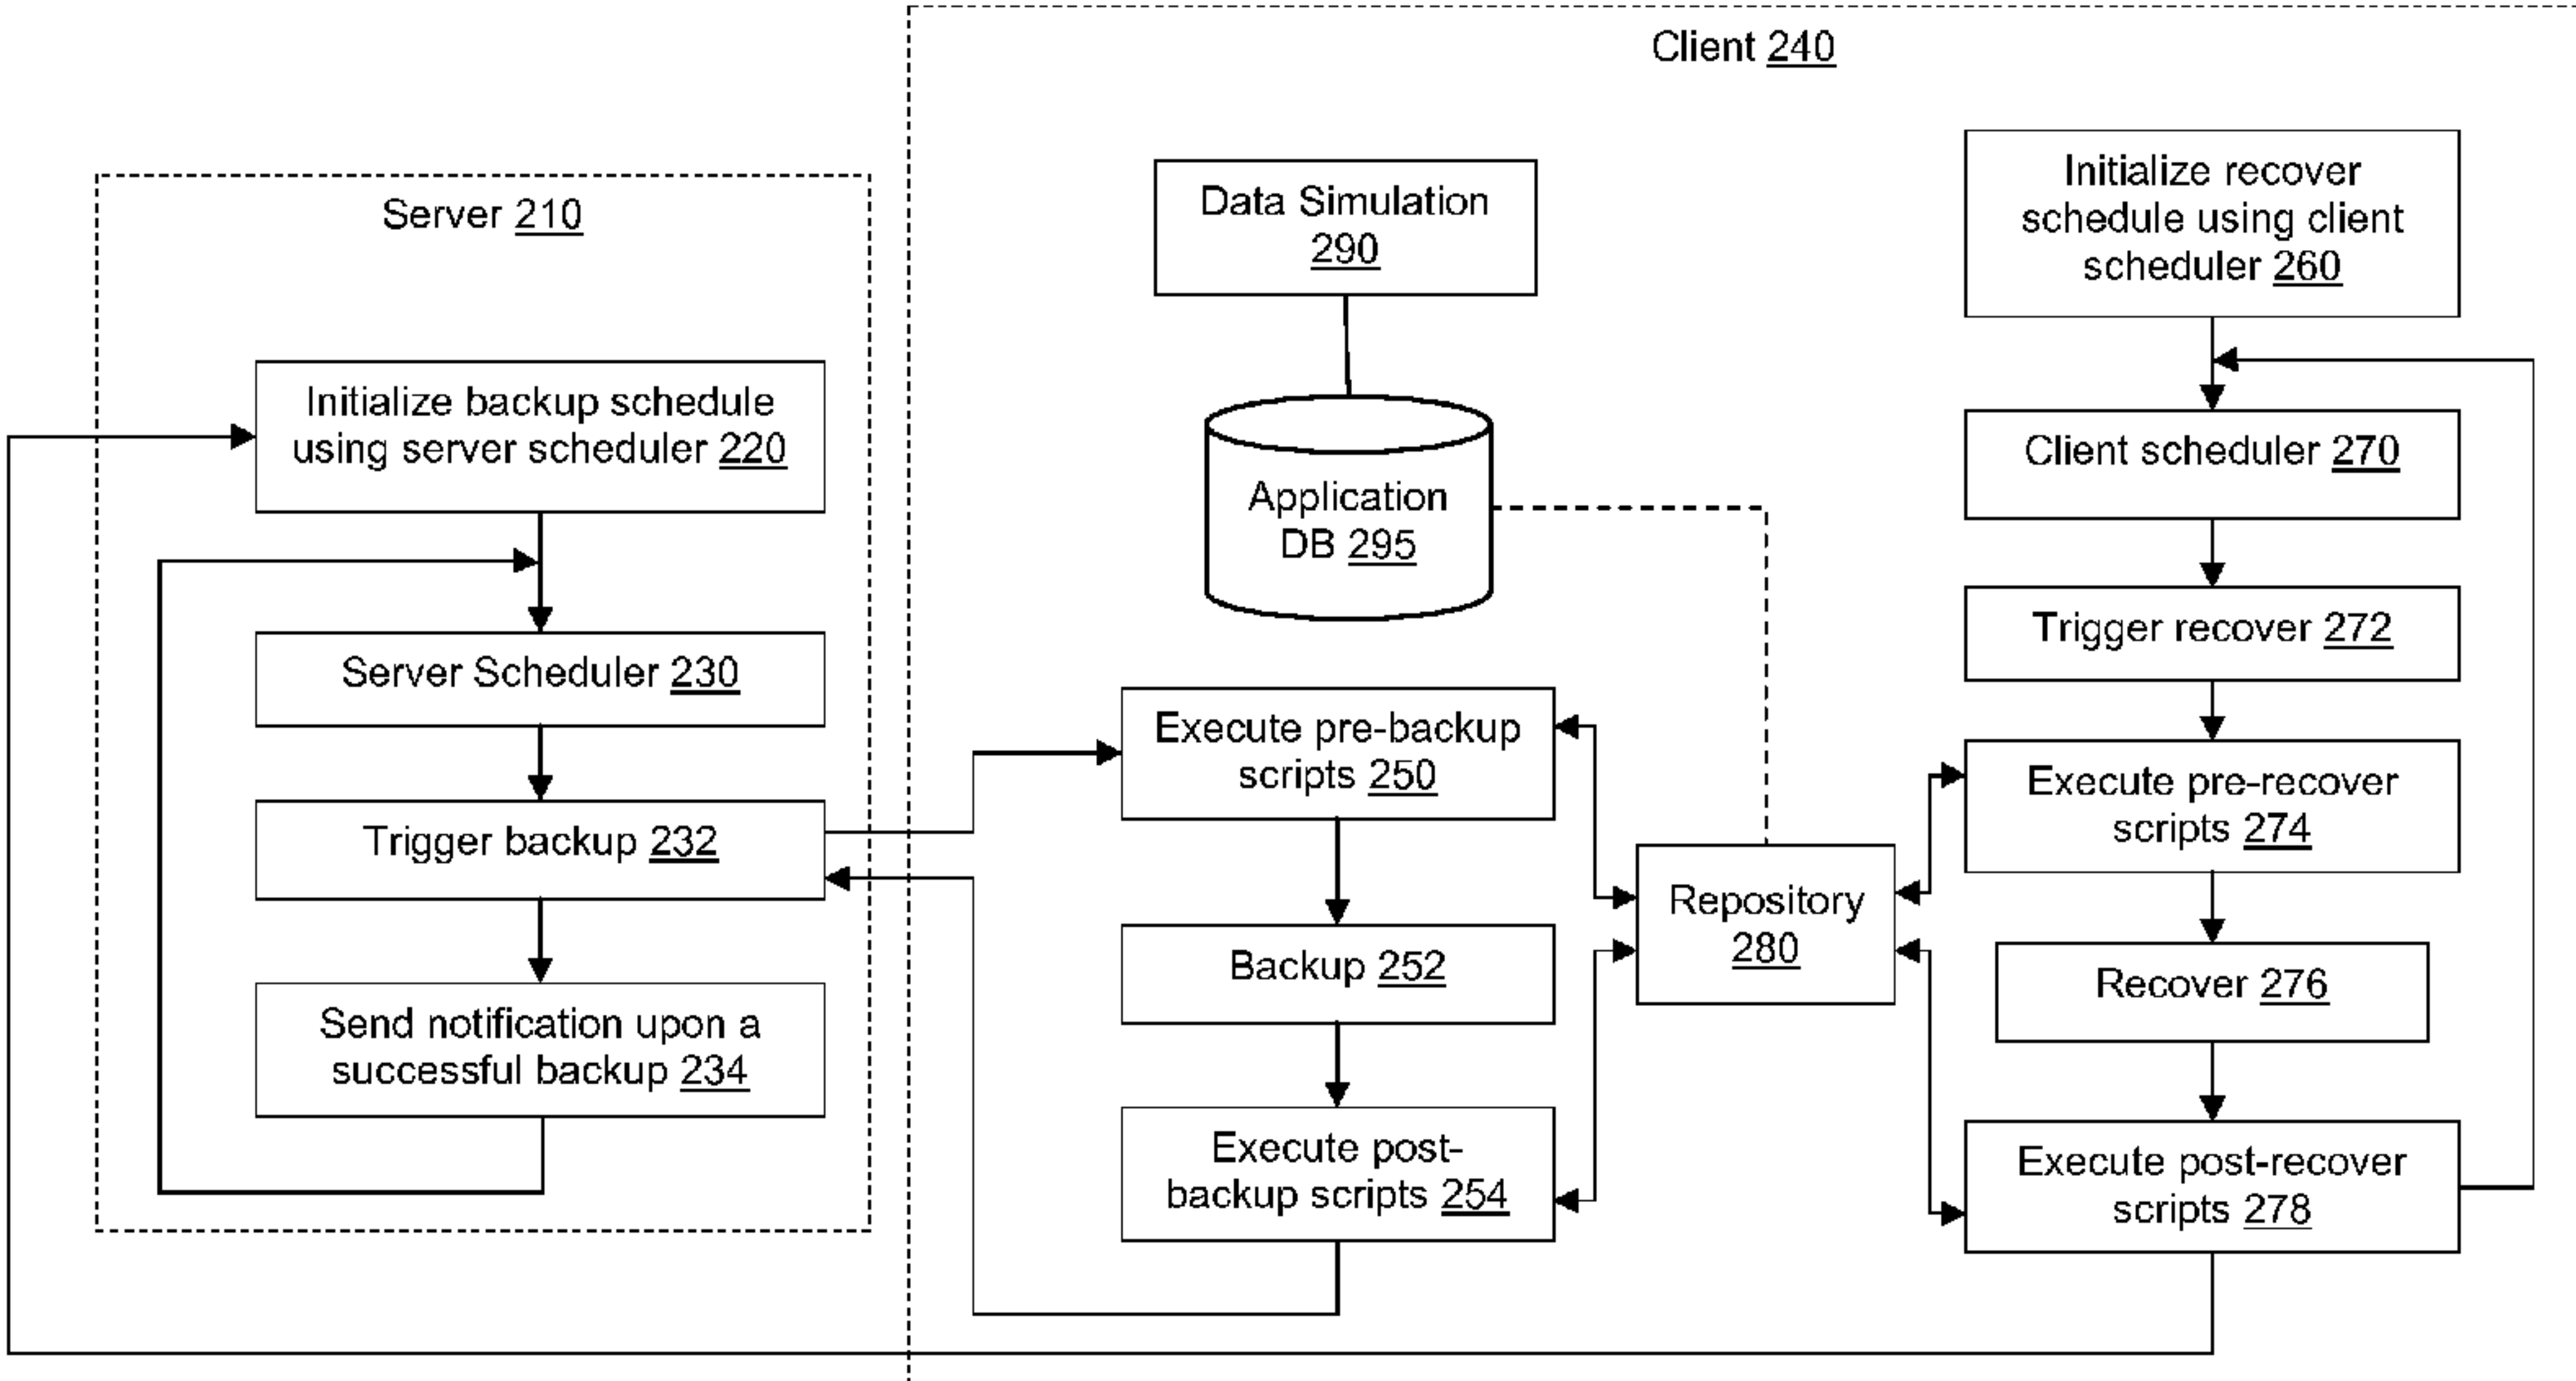 Client 240
Server 210
Initialize backup schedule
using server scheduler 220
Server Scheduler 230
Trigger backup 232
Send notification upon a
successful backup 234
Data Simulation
290
Application
DB 295
Execute pre-backup
scripts 250
Backup 252
Execute post-
backup scripts 254
Repository
280
Initialize recover
schedule using client
scheduler 260
Client scheduler 270
Trigger recover 272
Execute pre-recover
scripts 274
Recover 276
Execute post-recover
scripts 278